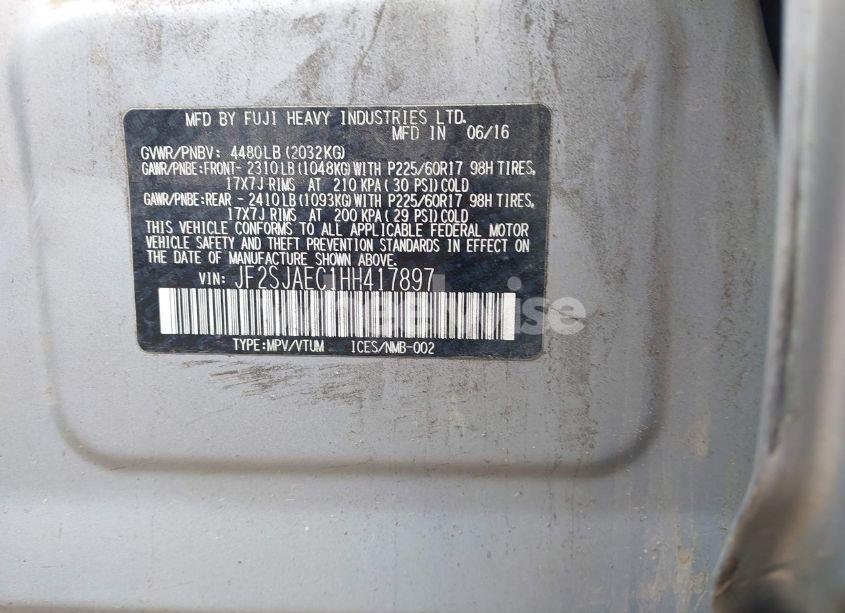 MFD BY FUJI HEAVY INDUSTRIES LTD.
MFD IN 06/16
GVWR/PNBV: 4480LB(2032KG)
GAWR/PNBE:FRONT- 2310LB(1048KG)WITH P225/60R17 98H TIRES,
17X7J RIMS AT 210 KPA( 30 PSI)COLD
GAWR/PNBE:REAR - 2410LB(1093KG)WITH P225/60R17 98H TIRES,
17X7J RIMS AT 200 KPA( 29 PSI)COLD
THIS VEHICLE CONFORMS TO ALL APPLICABLE FEDERAL MOTOR
VEHICLE SAFETY AND THEFT PREVENTION STANDARDS IN EFFECT ON
THE DATE OF MANUFACTURE SHOWN ABOVE.
VIN: JF2SJAEC1HH417897
TYPE:MPV/VTUM ICES/NMB-002